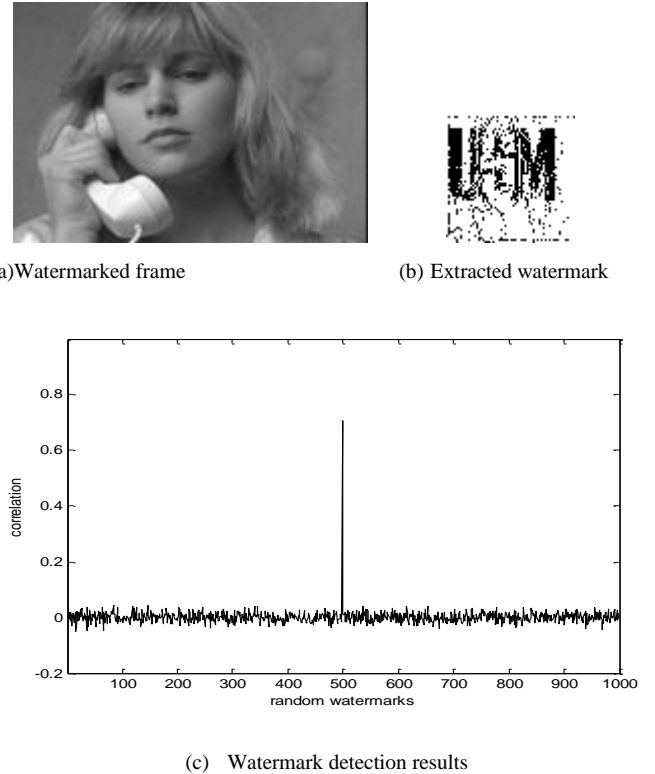 a)Watermarked frame
(b) Extracted watermark
0.8
0.6
0.4
0.2
0
-0.2
correlation
100 200 300 400 500 600 700 800 900 1000
random watermarks
(c) Watermark detection results